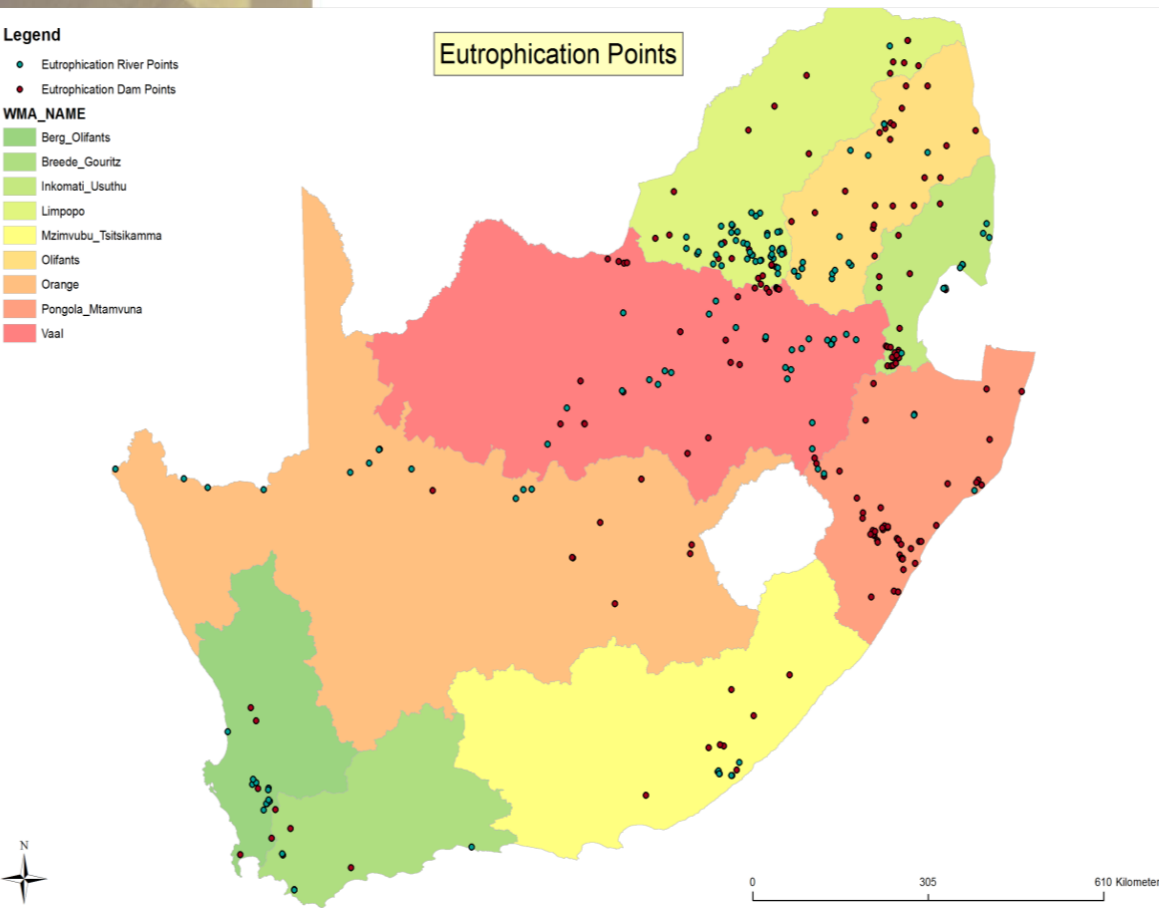 Eutrophication Points
Legend
Eutrophication River Points
Eutrophication Dam Points
WMA_NAME
Berg_Olifants
Breede_Gouritz
Inkomati_Usuthu
Limpopo
Mzimvubu_Tsitsikamma
Olifants
Orange
Pongola_Mtamvuna
Vaal
N
0 305 610 Kilometer